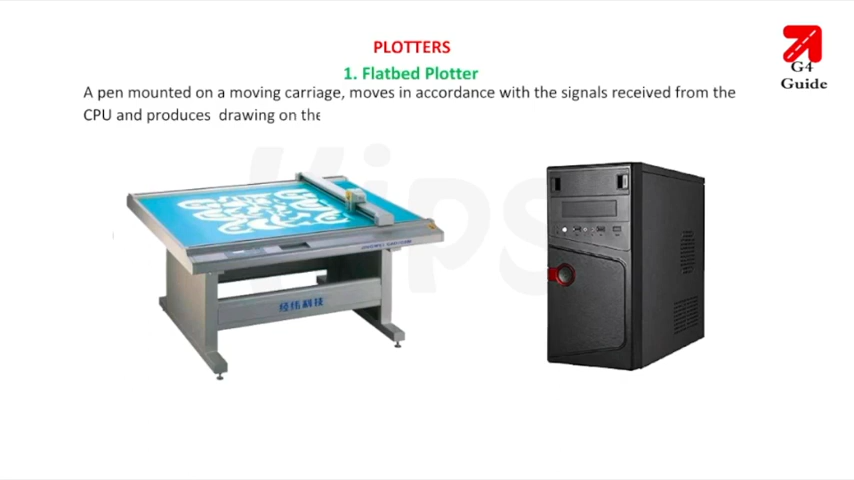 PLOTTERS
1. Flatbed Plotter
A pen mounted on a moving carriage, moves in accordance with the signals received from the
CPU and produces drawing on the
G4
Guide
Kips